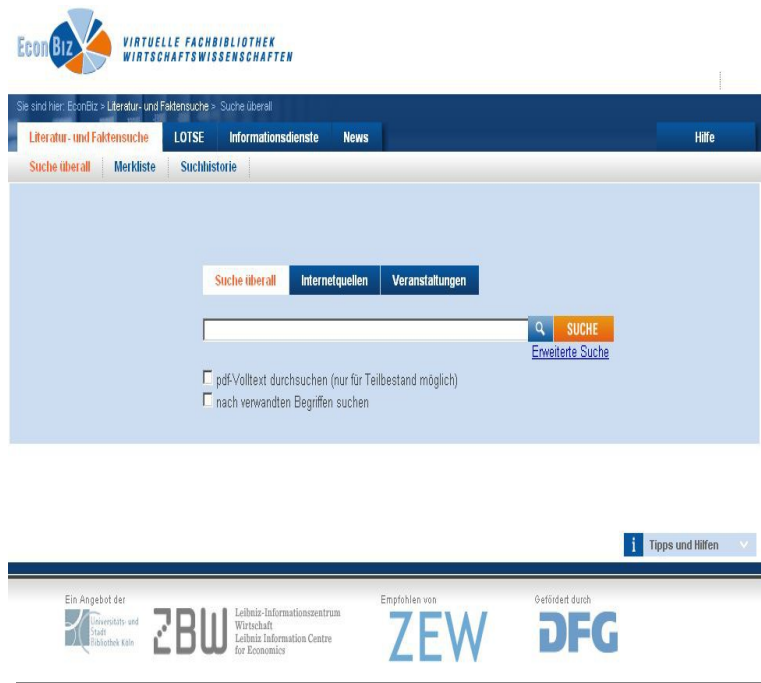 EconBiz VIRTUELLE FACHBIBLIOTHEK
WIRTSCHAFTSWISSENSCHAFTEN
Sie sind hier: EconBiz > Literatur- und Faktensuche > Suche überall
Literatur- und Faktensuche LOTSE Informationsdienste News Hilfe
Suche überall Merkliste Suchhistorie
Suche überall Internetquellen Veranstaltungen
SUCHE
Erweiterte Suche
pdf-Volltext durchsuchen (nur für Teilbestand möglich)
nach verwandten Begriffen suchen
i Tipps und Hilfen
Ein Angebot der Empfohlen von Gefördert durch
Universitäts- und
Stadt
Bibliothek Köln
ZBW
Leibniz-Informationszentrum
Wirtschaft
Leibniz Information Centre
for Economics
ZEW
DFG